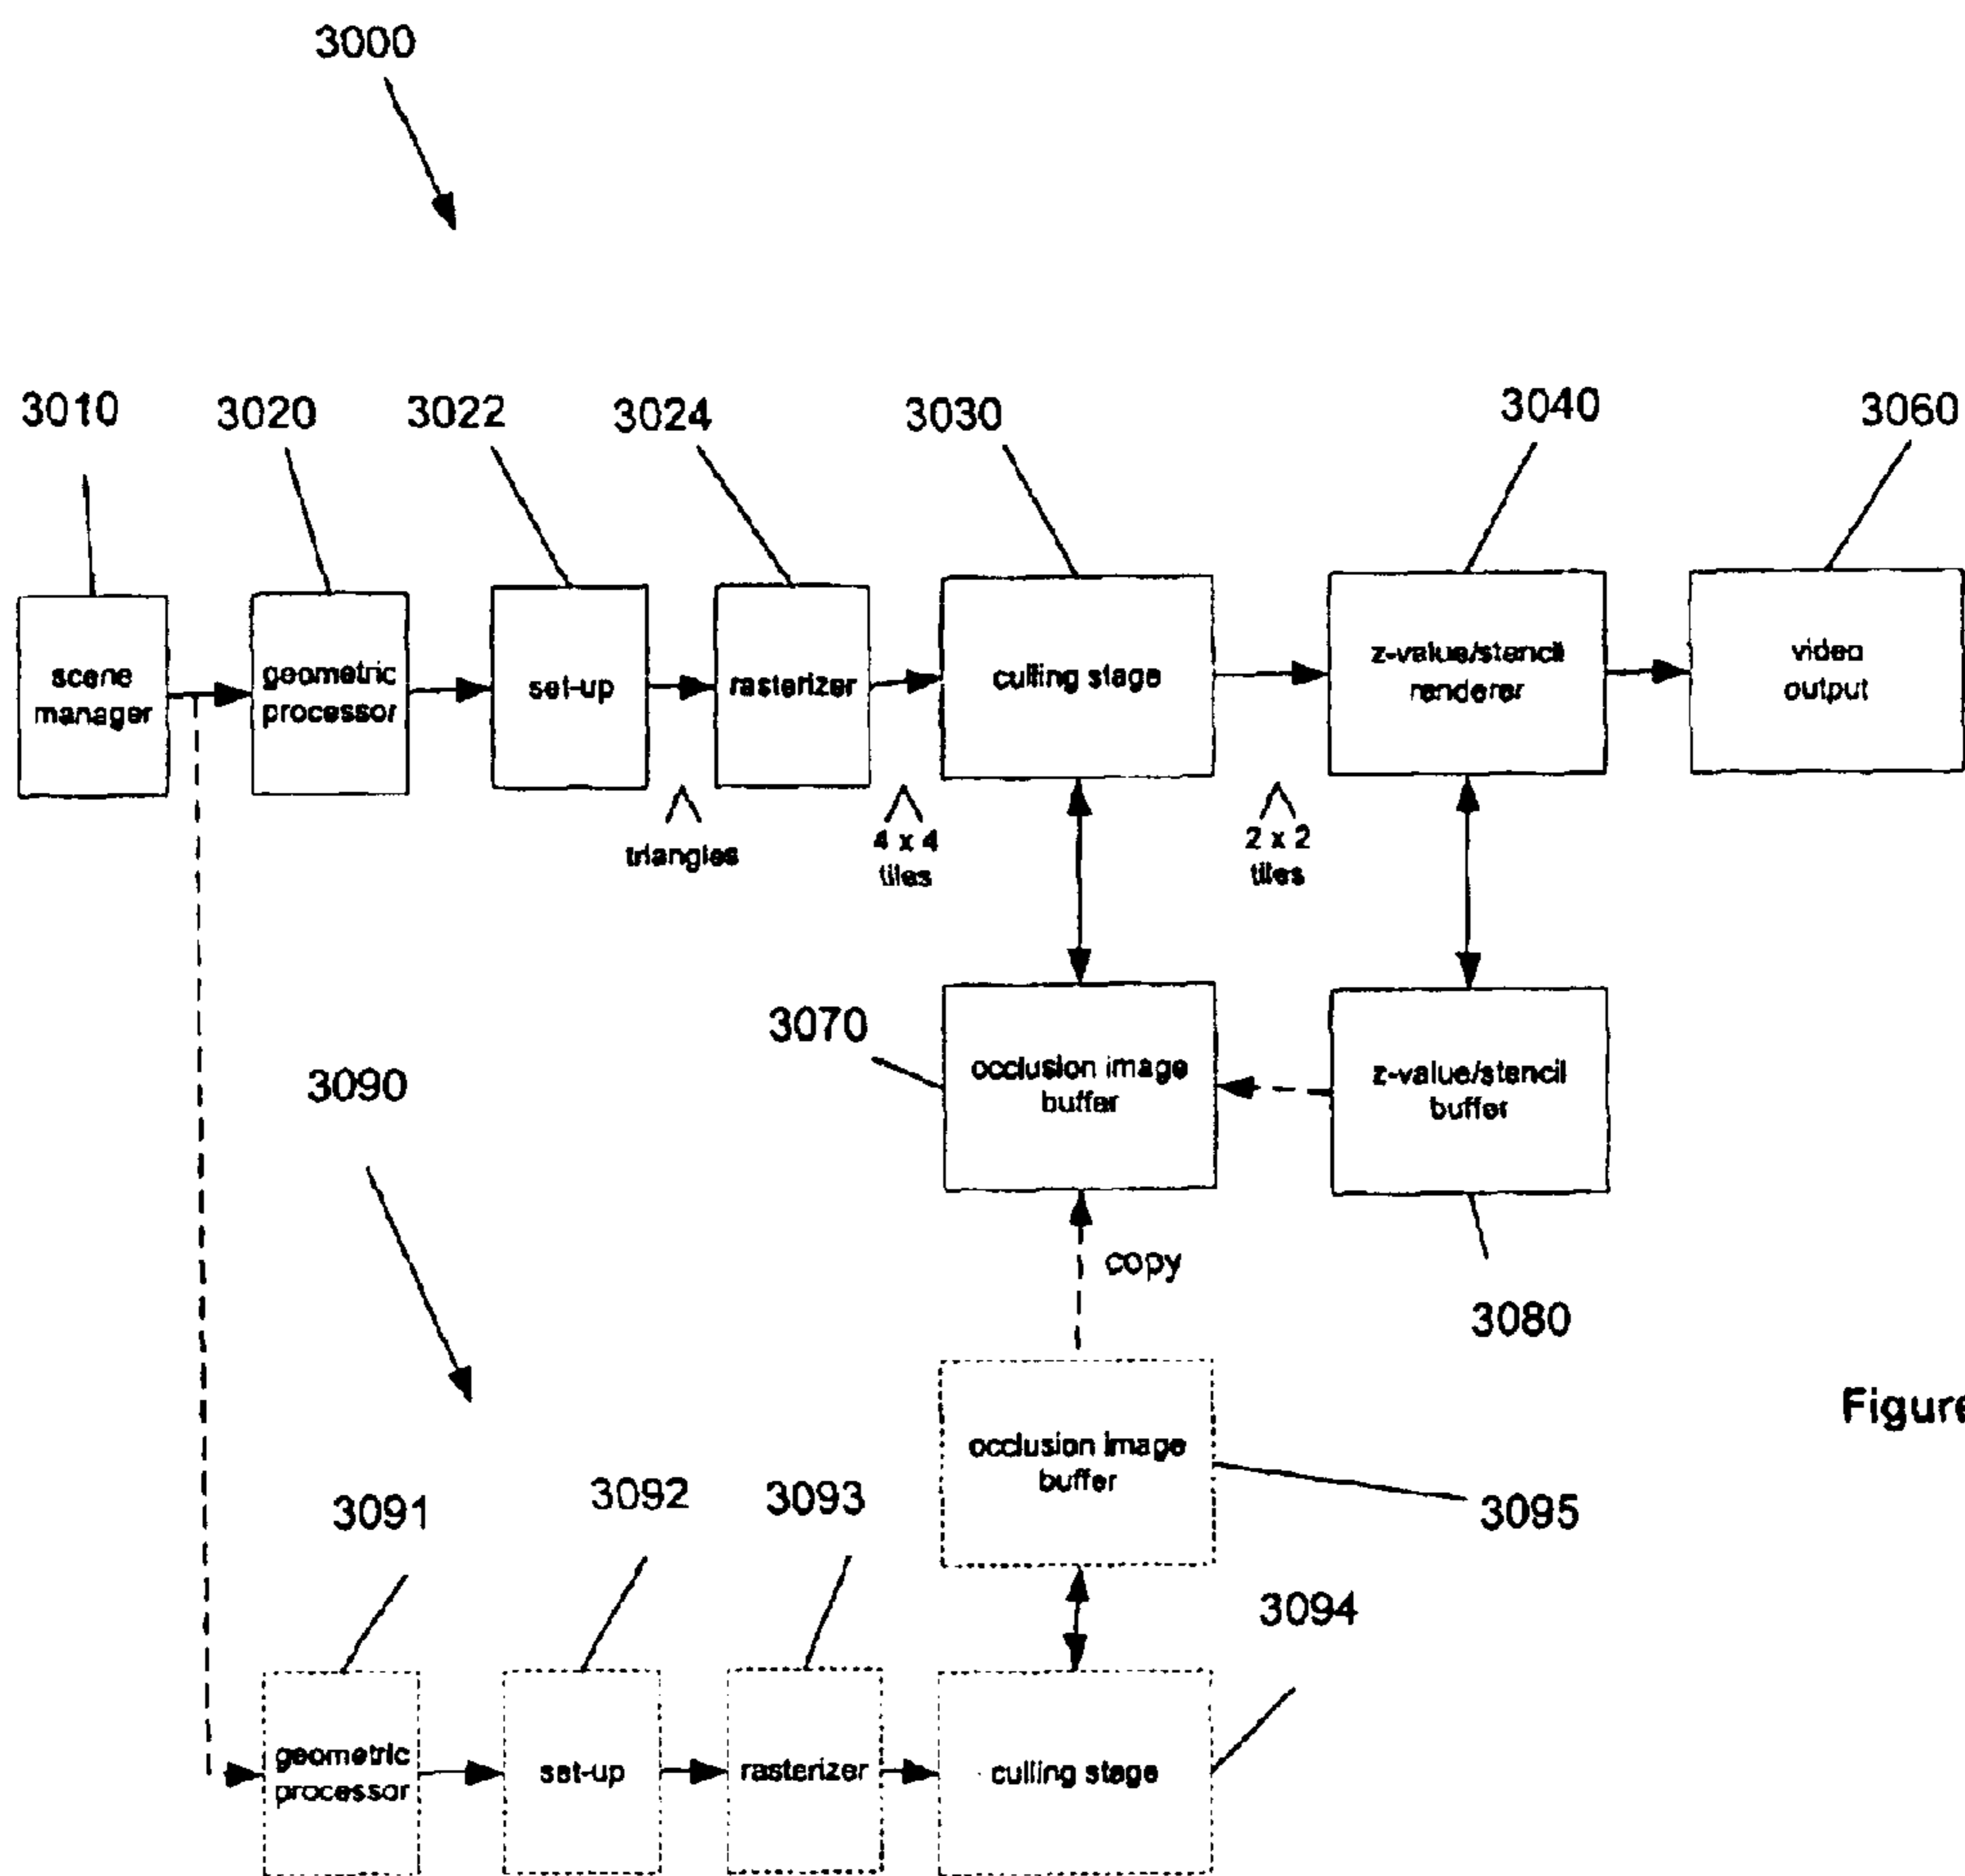 3000
3010
3020
3022
3024
3030
3040
3060
scene
manager
geometric
processor
set-up
rasterizer
culling stage
z-value/stencil
renderer
video
output
triangles
4 x 4
tiles
2 x 2
tiles
3070
occlusion image
buffer
z-value/stencil
buffer
3090
copy
3080
Figure
occlusion image
buffer
3091
3092
3093
3095
3094
geometric
processor
set-up
rasterizer
culling stage